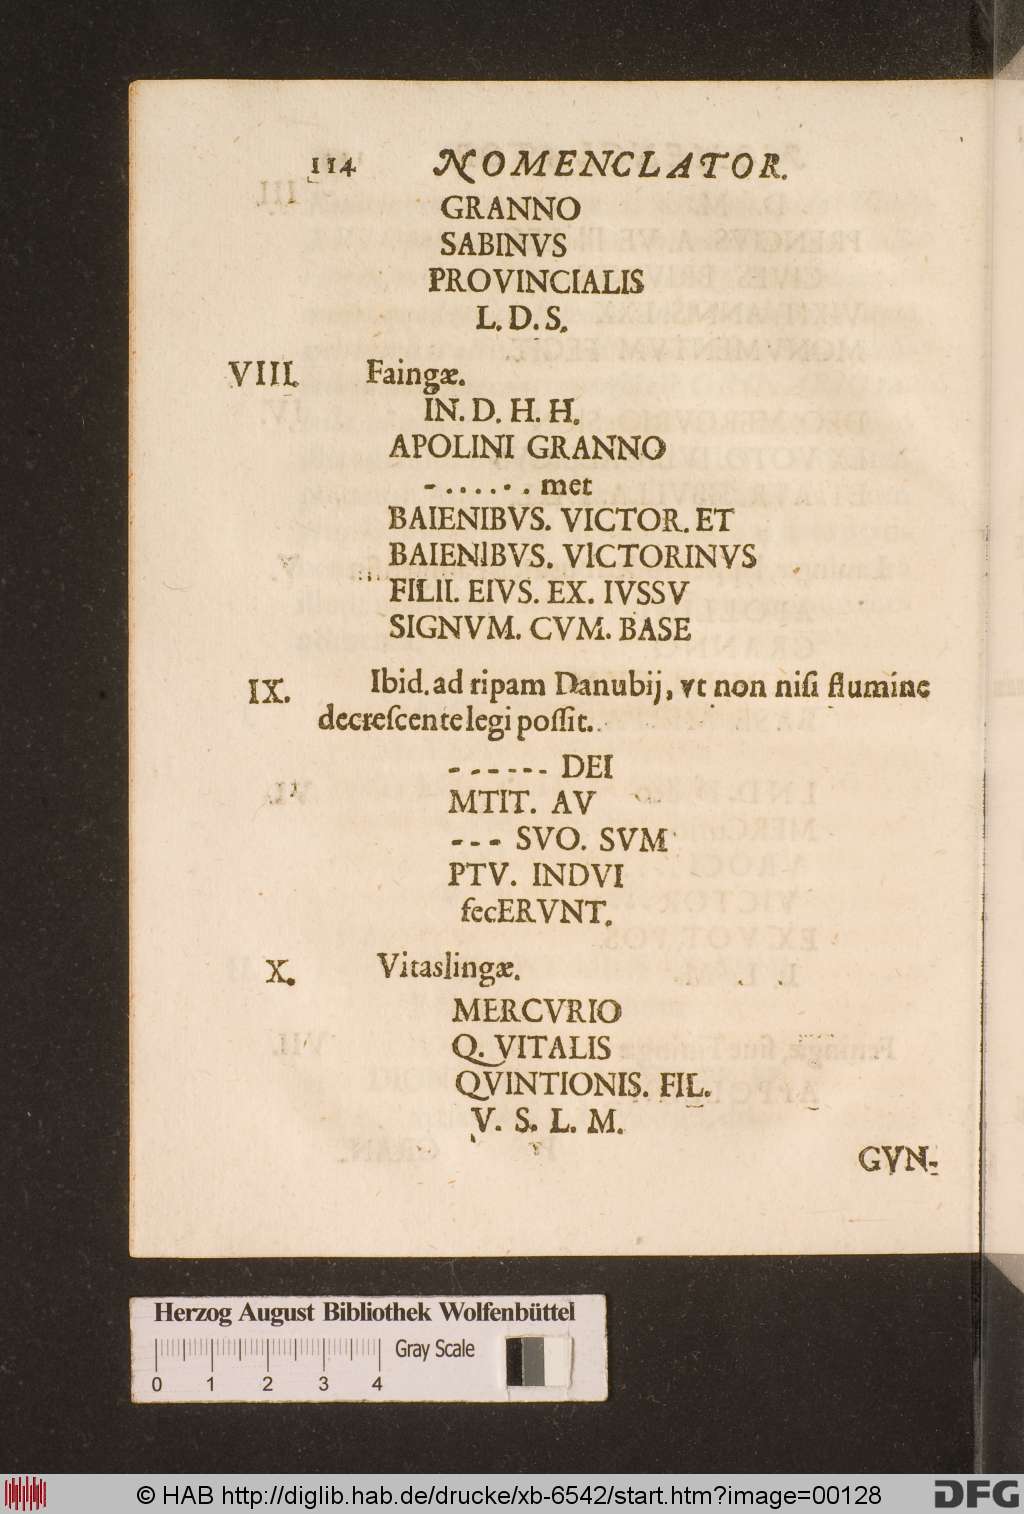 114 NOMENCLATOR.
GRANNO
SABINVS
PROVINCIALIS
L. D. S.
VIII. Faingæ.
IN. D. H. H.
APOLINI GRANNO
- . . . . - . met
BAIENIBVS. VICTOR. ET
BAIENIBVS. VICTORINVS
FILII. EIVS. EX. IVSSV
SIGNVM. CVM. BASE
IX. Ibid. ad ripam Danubij, vt non niſi flumine
decreſcente legi poſſit.
- - - - - - DEI
MTIT. AV
- - - SVO. SVM
PTV. INDVI
fecERVNT.
X. Vitaslingæ.
MERCVRIO
Q. VITALIS
QVINTIONIS. FIL.
V. S. L. M.
GVN-
Herzog August Bibliothek Wolfenbüttel
Gray Scale
0 1 2 3 4
© HAB http://diglib.hab.de/drucke/xb-6542/start.htm?image=00128 DFG